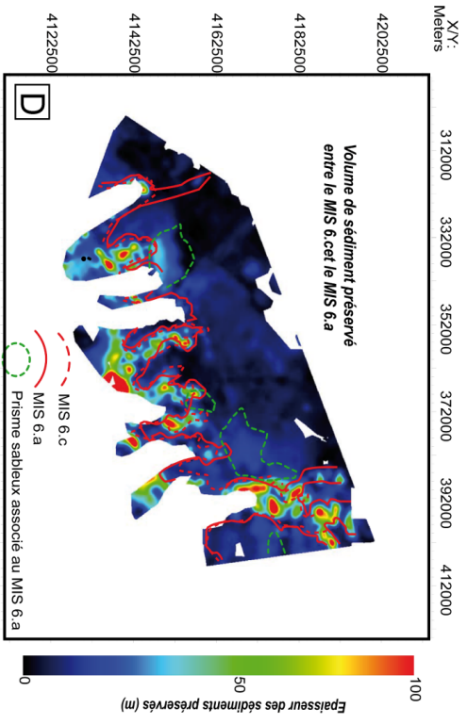 X/Y:
Meters
312000
332000
352000
372000
392000
412000
4202500
4182500
4162500
4142500
4122500
Volume de sédiment préservé
entre le MIS 6.cet le MIS 6.a
D
MIS 6.c
MIS 6.a
Prisme sableux associé au MIS 6.a
0
50
100
Epaisseur des sédiments préservés (m)